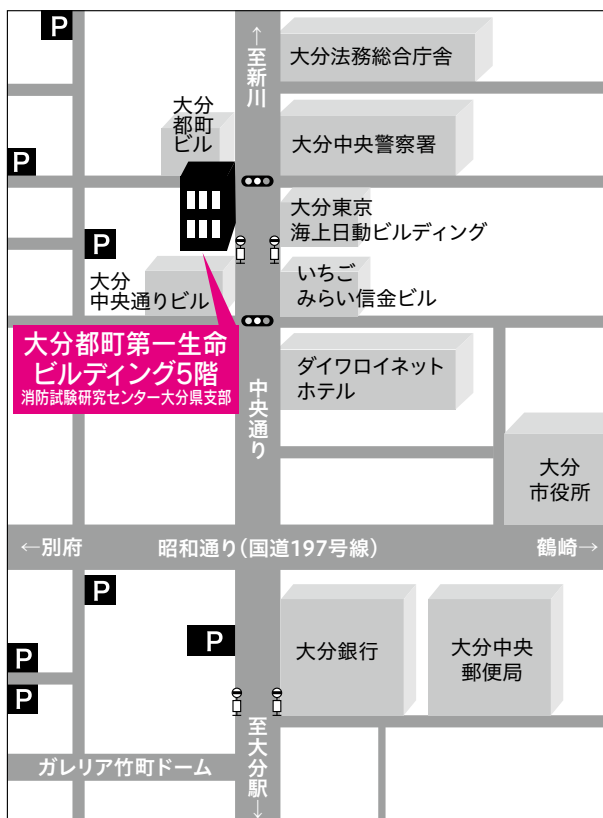 P
↑至新川
大分法務総合庁舎
大分
都町
ビル
大分中央警察署
P
大分東京
海上日動ビルディング
P
大分
中央通りビル
いちご
みらい信金ビル
大分都町第一生命
ビルディング5階
消防試験研究センター大分県支部
ダイワロイネット
ホテル
中央通り
大分
市役所
←別府
昭和通り(国道197号線)
鶴崎→
P
P
大分銀行
大分中央
郵便局
P
P
至大分駅↓
ガレリア竹町ドーム